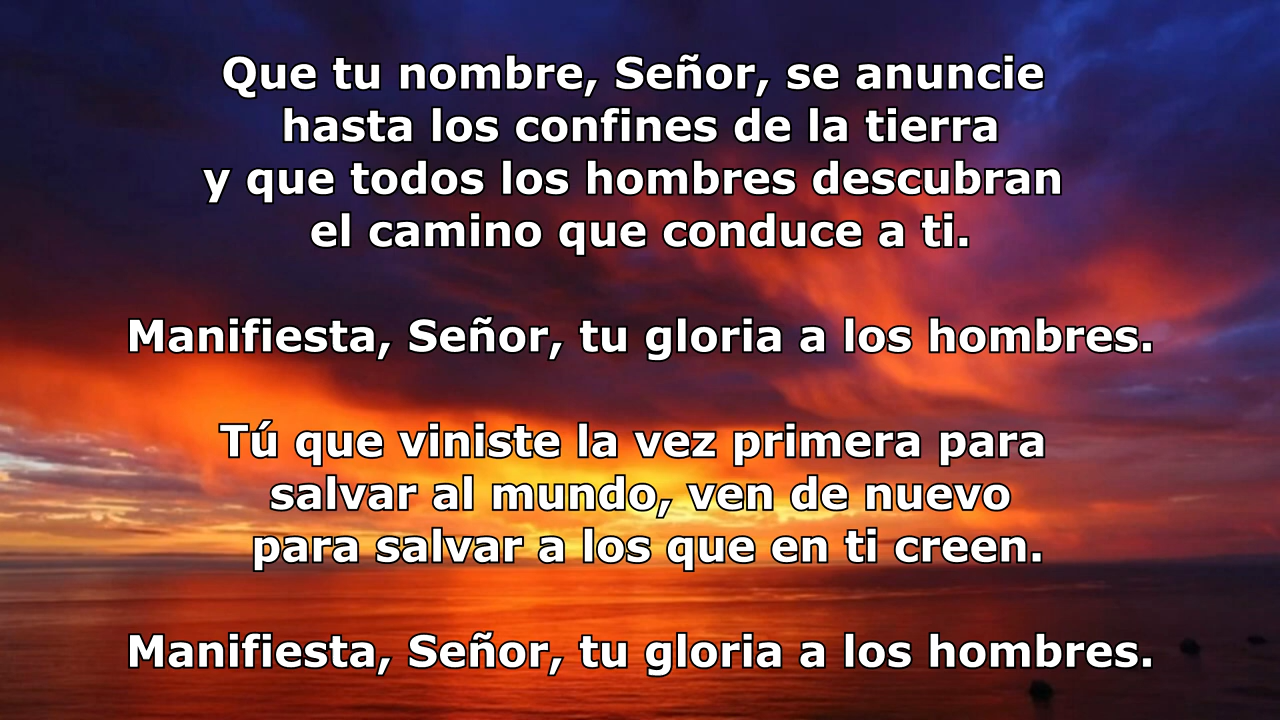 Que tu nombre, Señor, se anuncie
hasta los confines de la tierra
y que todos los hombres descubran
el camino que conduce a ti.
Manifiesta, Señor, tu gloria a los hombres.
Tú que viniste la vez primera para
salvar al mundo, ven de nuevo
para salvar a los que en ti creen.
Manifiesta, Señor, tu gloria a los hombres.